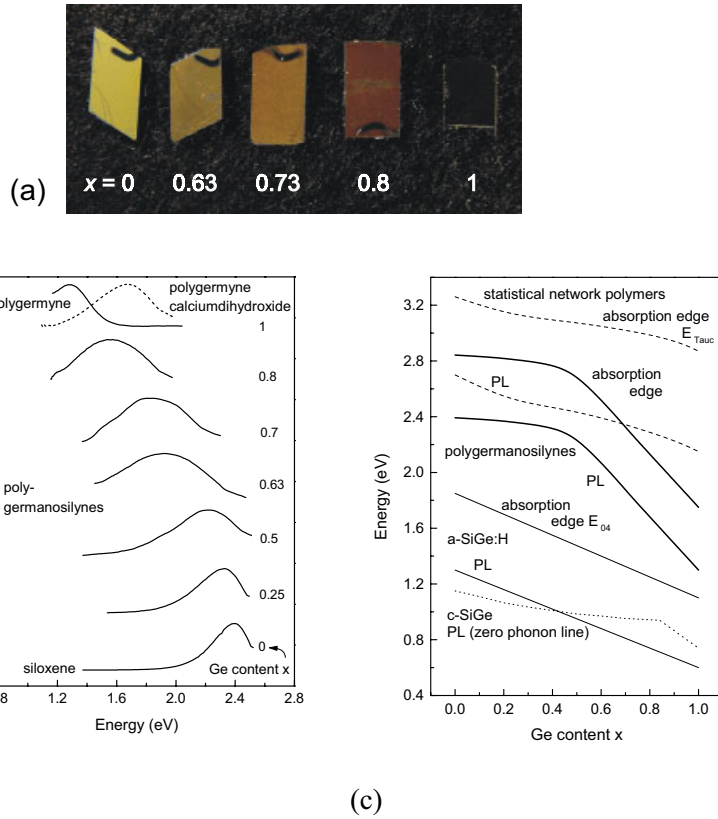 (a)
x = 0 0.63 0.73 0.8 1
polygermyne
calciumdihydroxide
1
0.8
0.7
0.63
poly-
germanosilynes
0.5
0.25
0
siloxene
Ge content x
1.2 1.6 2.0 2.4 2.8
Energy (eV)
3.2
2.8
2.4
2.0
1.6
1.2
0.8
0.4
Energy (eV)
statistical network polymers
absorption edge
E Tauc
absorption
edge
PL
polygermanosilynes
PL
absorption
edge E 04
a-SiGe:H
PL
c-SiGe
PL (zero phonon line)
0.0 0.2 0.4 0.6 0.8 1.0
Ge content x
(c)